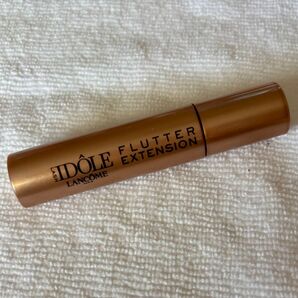 IDÔLE
LANCÔME
FLUTTER
EXTENSION